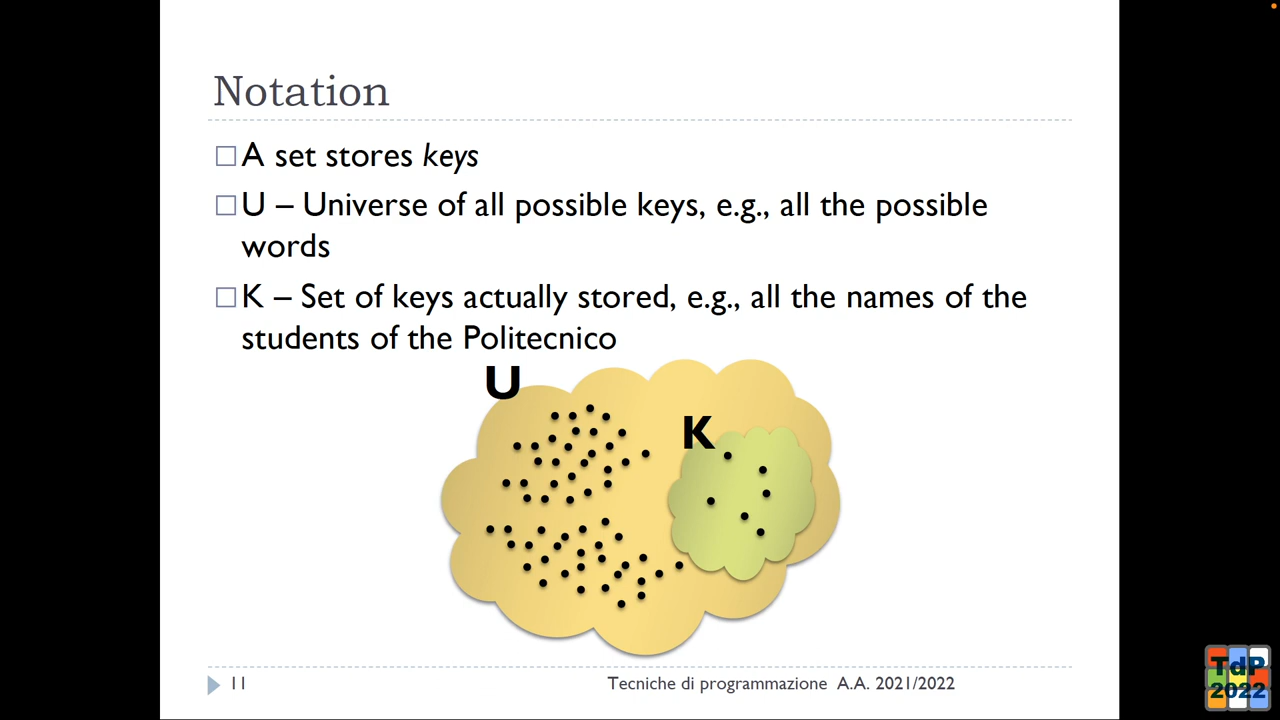 Notation
A set stores keys
U – Universe of all possible keys, e.g., all the possible
words
K – Set of keys actually stored, e.g., all the names of the
students of the Politecnico
U
K
11
Tecniche di programmazione A.A. 2021/2022
TdP
2022